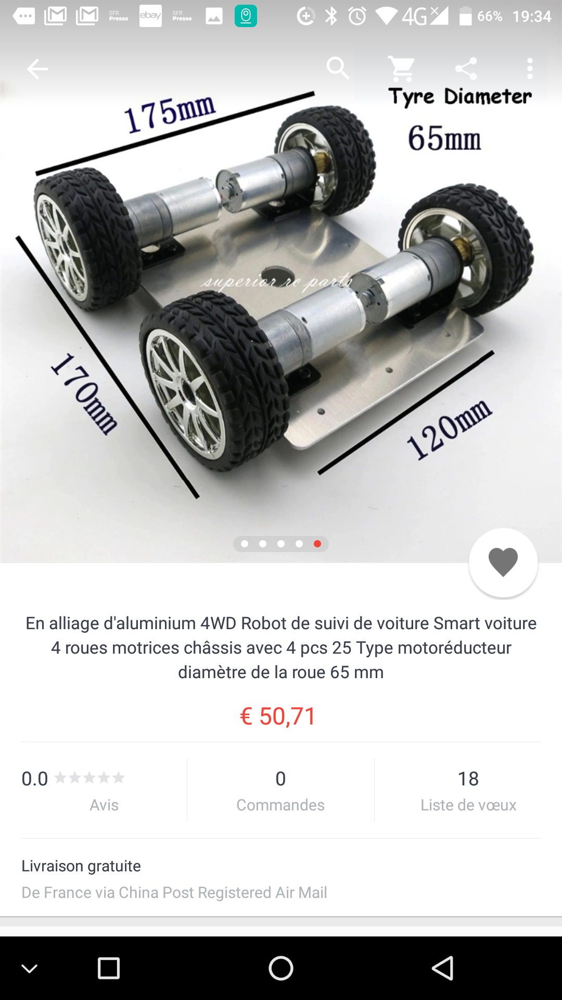 SFR
Presse
ebay
SFR
Presse
4G
66%
19:34
Tyre Diameter
65mm
175mm
superior rc parts
170mm
120mm
En alliage d'aluminium 4WD Robot de suivi de voiture Smart voiture
4 roues motrices châssis avec 4 pcs 25 Type motoréducteur
diamètre de la roue 65 mm
€ 50,71
0.0
Avis
0
Commandes
18
Liste de vœux
Livraison gratuite
De France via China Post Registered Air Mail